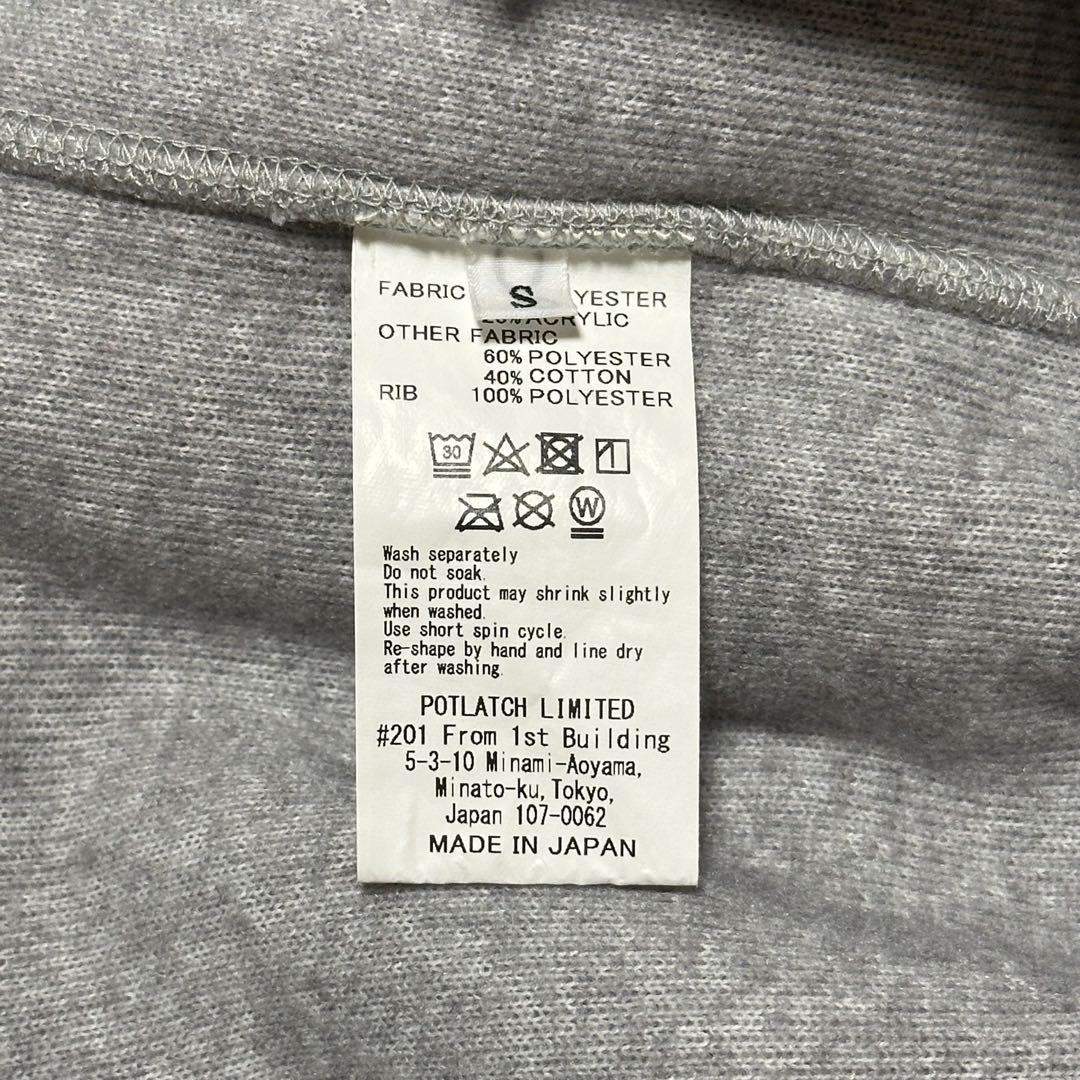 FABRIC YESTER
S
ACRYLIC
OTHER FABRIC
60% POLYESTER
40% COTTON
RIB 100% POLYESTER
30
W
Wash separately
Do not soak.
This product may shrink slightly
when washed.
Use short spin cycle.
Re-shape by hand and line dry
after washing.
POTLATCH LIMITED
#201 From 1st Building
5-3-10 Minami-Aoyama,
Minato-ku, Tokyo,
Japan 107-0062
MADE IN JAPAN